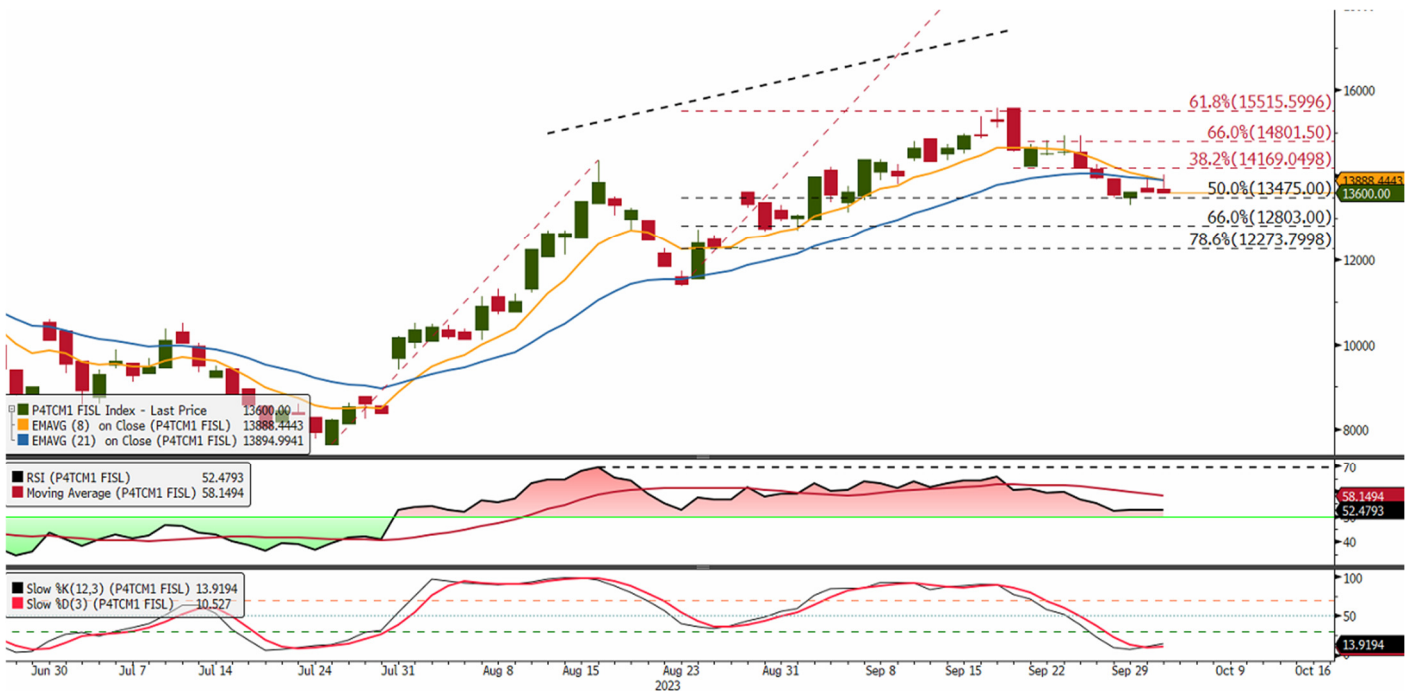 16000
61.8%(15515.5996)
66.0%(14801.50)
38.2%(14169.0498)
13888.4443
50.0%(13475.00)
13600.00
66.0%(12803.00)
78.6%(12273.7998)
12000
10000
8000
P4TCM1 FISL Index - Last Price 13600.00
EMAVG (8) on Close (P4TCM1 FISL) 13888.4443
EMAVG (21) on Close (P4TCM1 FISL) 13894.9941
RSI (P4TCM1 FISL) 52.4793
Moving Average (P4TCM1 FISL) 58.1494
70
58.1494
52.4793
40
Slow %K(12,3) (P4TCM1 FISL) 13.9194
Slow %D(3) (P4TCM1 FISL) 10.527
100
50
13.9194
Jun 30 Jul 7 Jul 14 Jul 24 Jul 31 Aug 8 Aug 15 Aug 23 Aug 31 Sep 8 Sep 15 Sep 22 Sep 29 Oct 9 Oct 16
2023